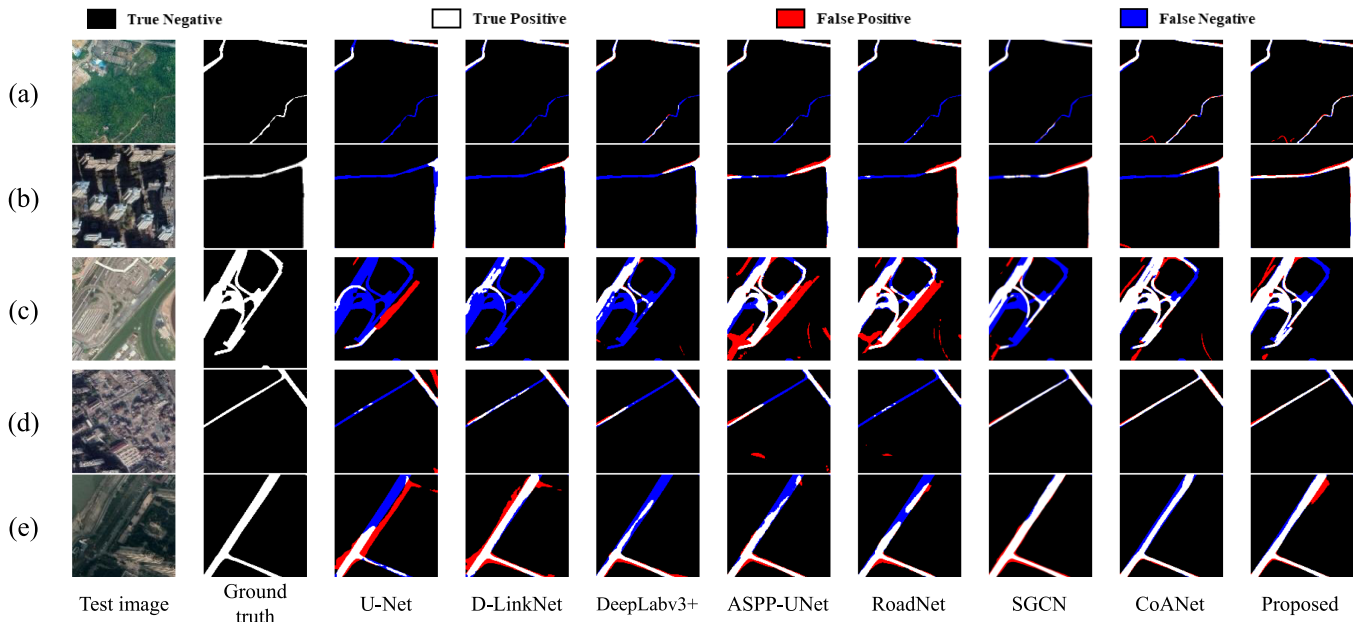 True Negative True Positive False Positive False Negative
(a)
(b)
(c)
(d)
(e)
Test image Ground truth U-Net D-LinkNet DeepLabv3+ ASPP-UNet RoadNet SGCN CoANet Proposed